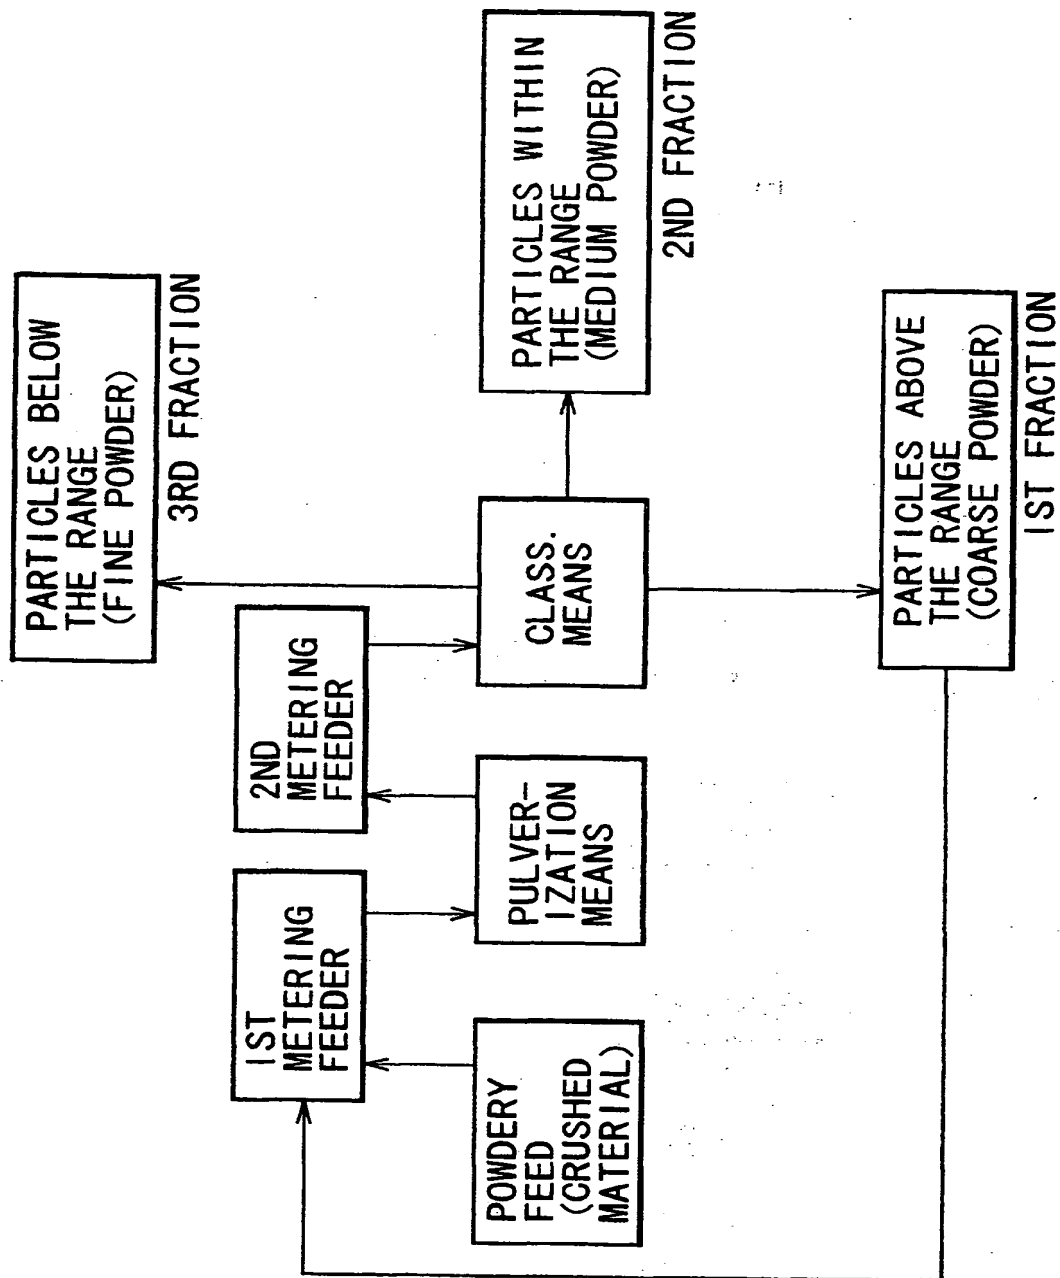 PARTICLES BELOW
THE RANGE
(FINE POWDER)
3RD FRACTION
1ST
METERING
FEEDER
2ND
METERING
FEEDER
POWDERY
FEED
(CRUSHED
MATERIAL)
PULVER-
IZATION
MEANS
CLASS.
MEANS
PARTICLES WITHIN
THE RANGE
(MEDIUM POWDER)
2ND FRACTION
PARTICLES ABOVE
THE RANGE
(COARSE POWDER)
1ST FRACTION